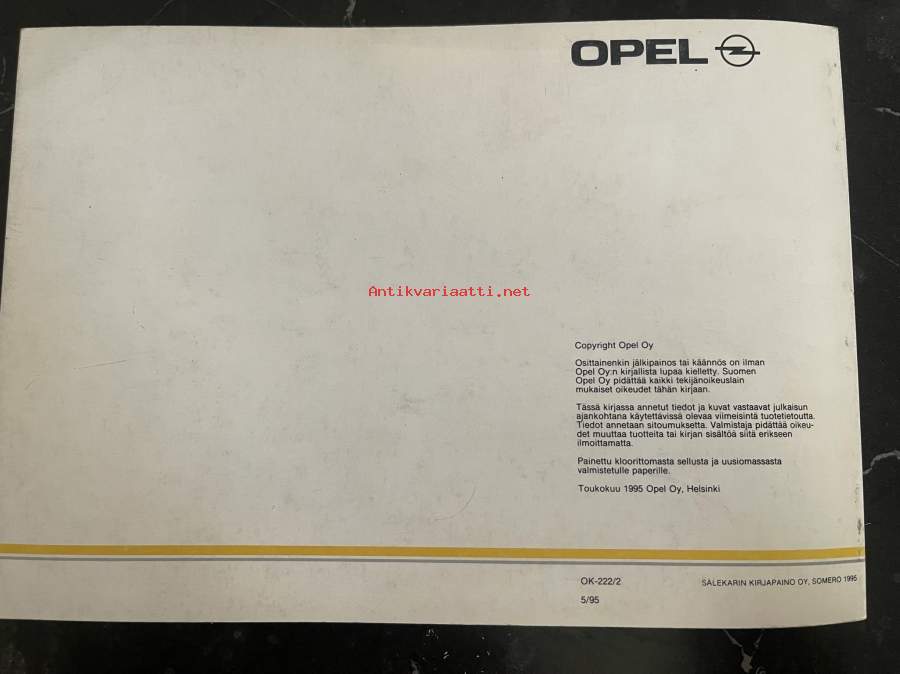 OPEL
Antikvariaatti.net
Copyright Opel Oy
Osittainenkin jälkipainos tai käännös on ilman
Opel Oy:n kirjallista lupaa kielletty. Suomen
Opel Oy pidättää kaikki tekijänoikeuslain
mukaiset oikeudet tähän kirjaan.
Tässä kirjassa annetut tiedot ja kuvat vastaavat julkaisun
ajankohtana käytettävissä olevaa viimeisintä tuotetietoutta.
Tiedot annetaan sitoumuksetta. Valmistaja pidättää oikeu-
det muuttaa tuotteita tai kirjan sisältöä siitä erikseen
ilmoittamatta.
Painettu kloorittomasta sellusta ja uusiomassasta
valmistetulle paperille.
Toukokuu 1995 Opel Oy, Helsinki
OK-222/2
SALEKARIN KIRJAPAINO OY, SOMERO 1995
5/95